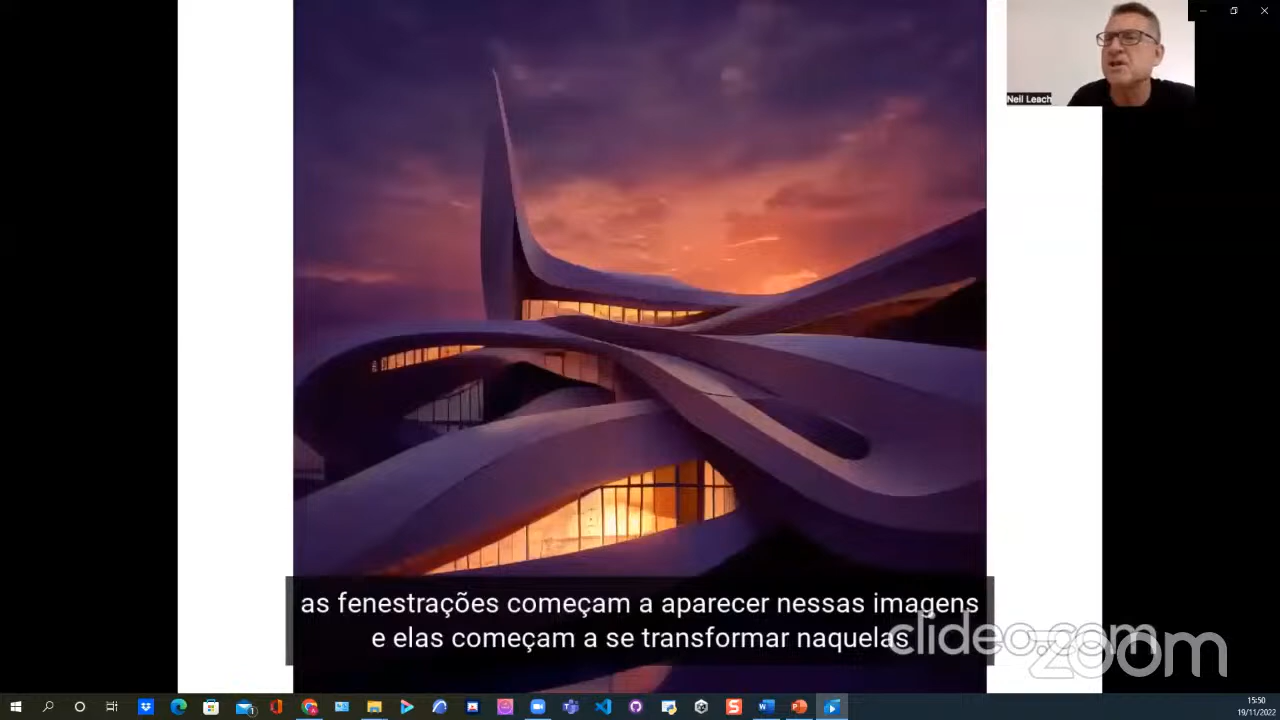 Neil Leach
as fenestrações começam a aparecer nessas imagens
e elas começam a se transformar naquelas
clideo.com
zoom
15:50
19/11/2022